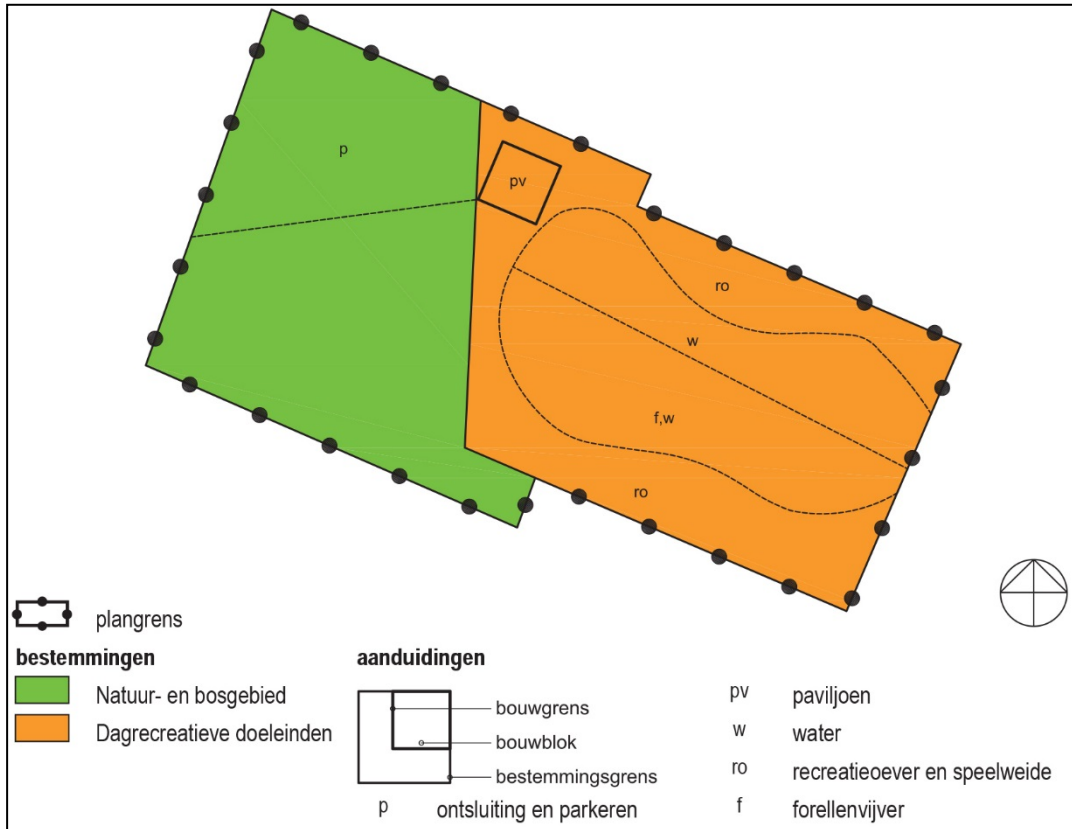 p
pv
ro
w
f,w
ro
plangrens
bestemmingen
Natuur- en bosgebied
Dagrecreatieve doeleinden
aanduidingen
bouwgrens
bouwblok
bestemmingsgrens
p ontsluiting en parkeren
pv paviljoen
w water
ro recreatieoever en speelweide
f forellenvijver